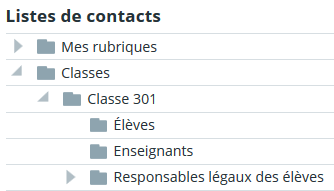 Listes de contacts
Mes rubriques
Classes
Classe 301
Élèves
Enseignants
Responsables légaux des élèves